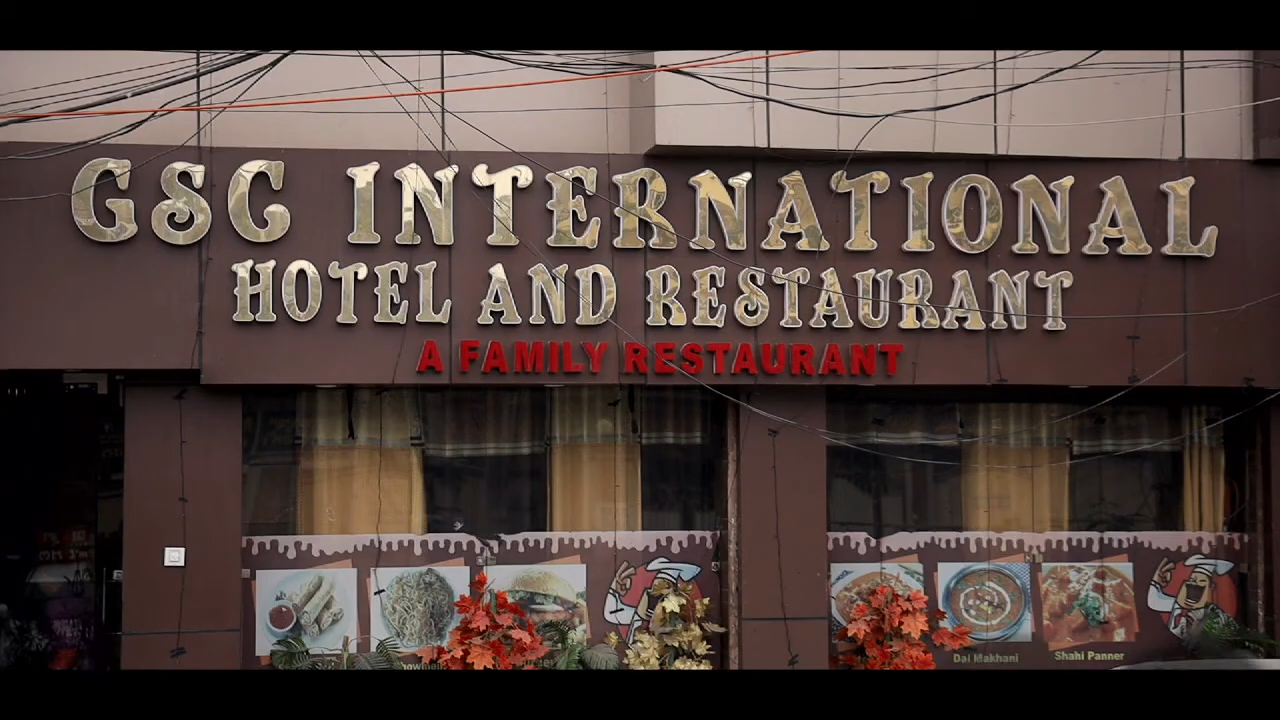 GSC INTERNATIONAL
HOTEL AND RESTAURANT
A FAMILY RESTAURANT
Dal Makhani
Shahi Panner